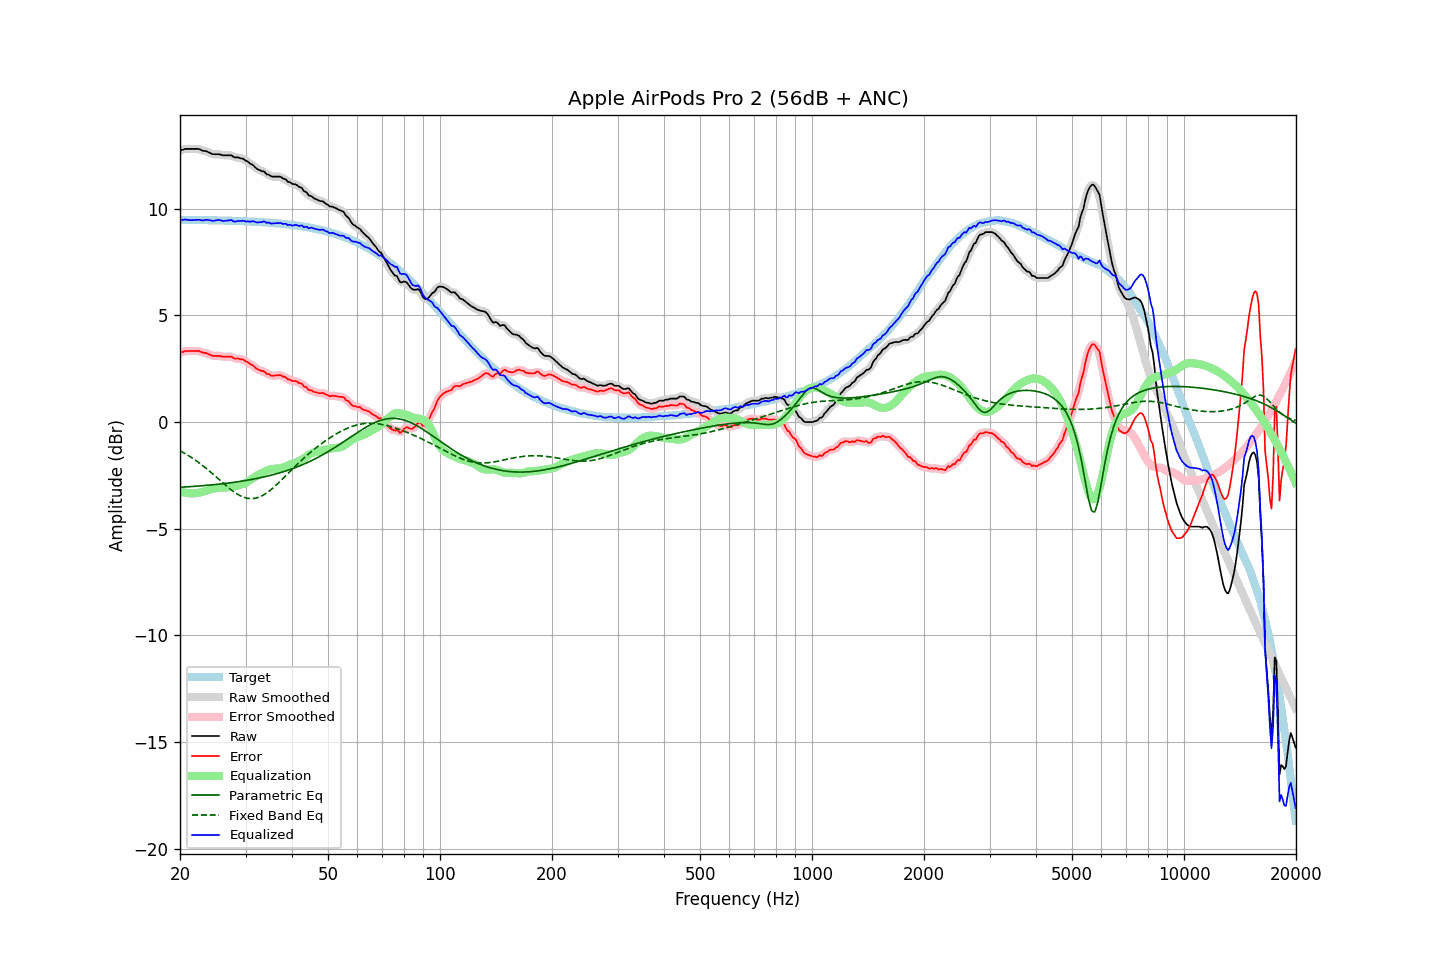 Apple AirPods Pro 2 (56dB + ANC)
Amplitude (dBr)
10
5
0
−5
−10
−15
−20
Target
Raw Smoothed
Error Smoothed
Raw
Error
Equalization
Parametric Eq
Fixed Band Eq
Equalized
20 50 100 200 500 1000 2000 5000 10000 20000
Frequency (Hz)